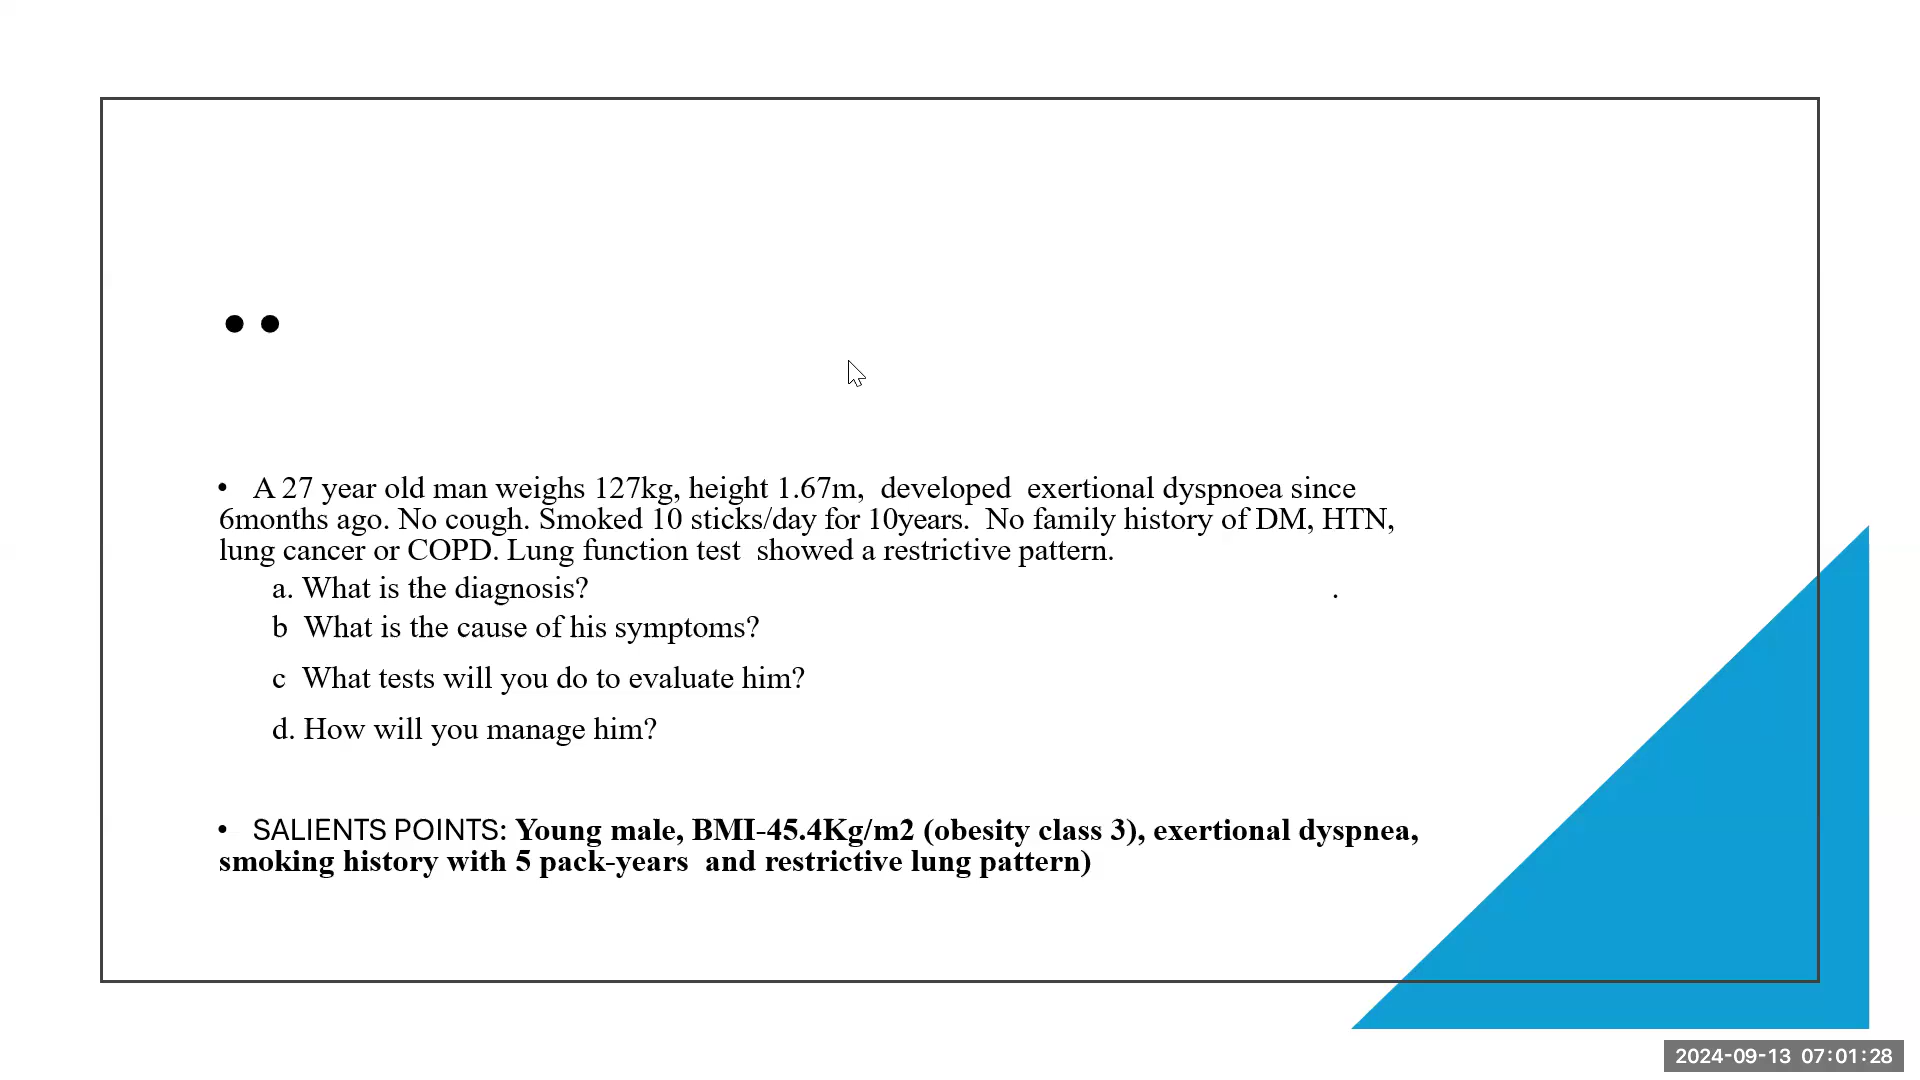 • A 27 year old man weighs 127kg, height 1.67m, developed exertional dyspnoea since
6months ago. No cough. Smoked 10 sticks/day for 10years. No family history of DM, HTN,
lung cancer or COPD. Lung function test showed a restrictive pattern.
a. What is the diagnosis? .
b What is the cause of his symptoms?
c What tests will you do to evaluate him?
d. How will you manage him?
• SALIENTS POINTS: Young male, BMI-45.4Kg/m2 (obesity class 3), exertional dyspnea,
smoking history with 5 pack-years and restrictive lung pattern)
2024-09-13 07:01:28